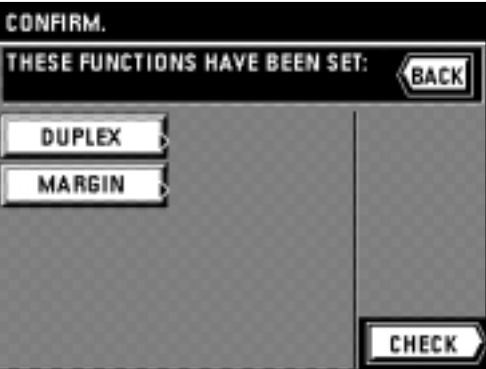 CONFIRM.
THESE FUNCTIONS HAVE BEEN SET:
BACK
DUPLEX
MARGIN
CHECK